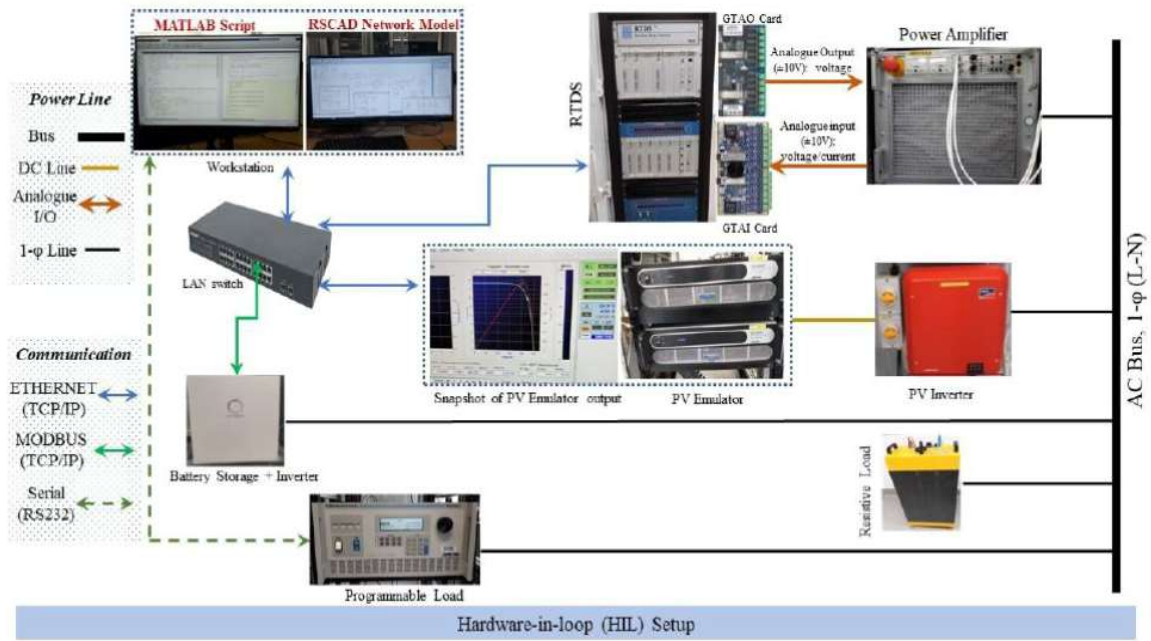 MATLAB Script
RSCAD Network Model
Workstation
Power Line
Bus
DC Line
Analogue
I/O
1-φ Line
Communication
ETHERNET
(TCP/IP)
MODBUS
(TCP/IP)
Serial
(RS232)
LAN switch
RTDS
RTDS
GTAO Card
GTAI Card
Analogue Output
(±10V): voltage
Analogue input
(±10V):
voltage/current
Power Amplifier
Snapshot of PV Emulator output
PV Emulator
PV Inverter
Battery Storage + Inverter
Resistive Load
Programmable Load
AC Bus, 1-φ (L-N)
Hardware-in-loop (HIL) Setup